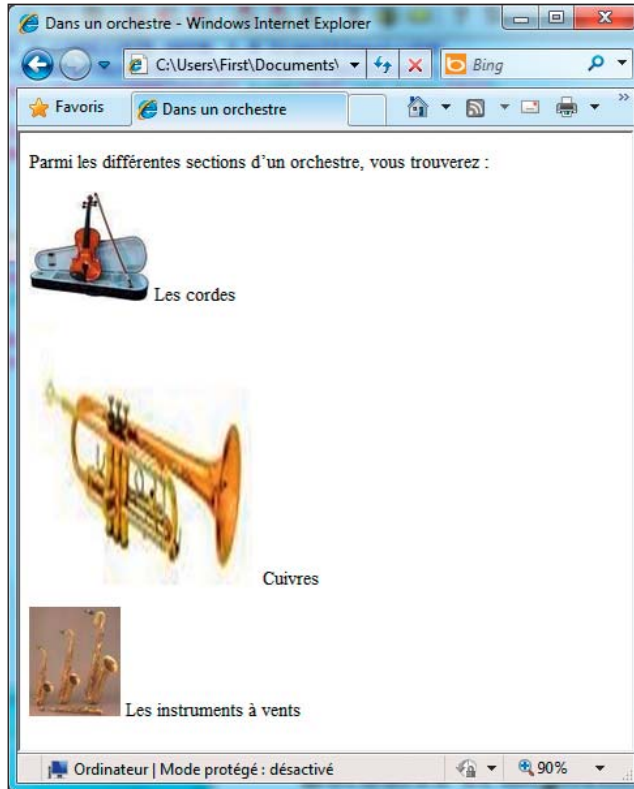 Dans un orchestre - Windows Internet Explorer
C:\Users\First\Documents\
Bing
Favoris
Dans un orchestre
Parmi les différentes sections d’un orchestre, vous trouverez :
Les cordes
Cuivres
Les instruments à vents
Ordinateur | Mode protégé : désactivé
90%